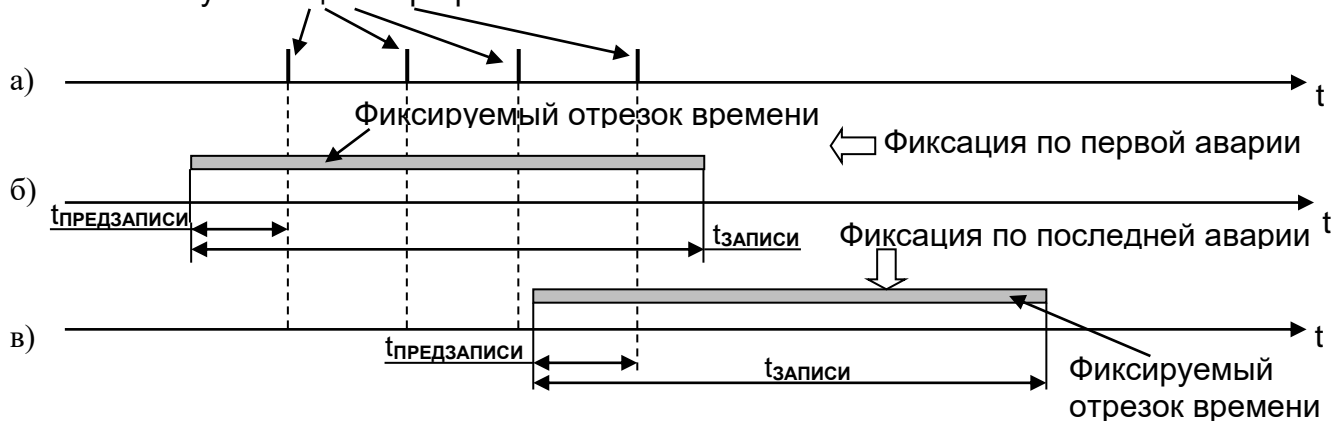 а)
t
Фиксируемый отрезок времени
Фиксация по первой аварии
б)
tПРЕДЗАПИСИ
t
tЗАПИСИ
Фиксация по последней аварии
в)
t
tПРЕДЗАПИСИ
tЗАПИСИ
Фиксируемый
отрезок времени